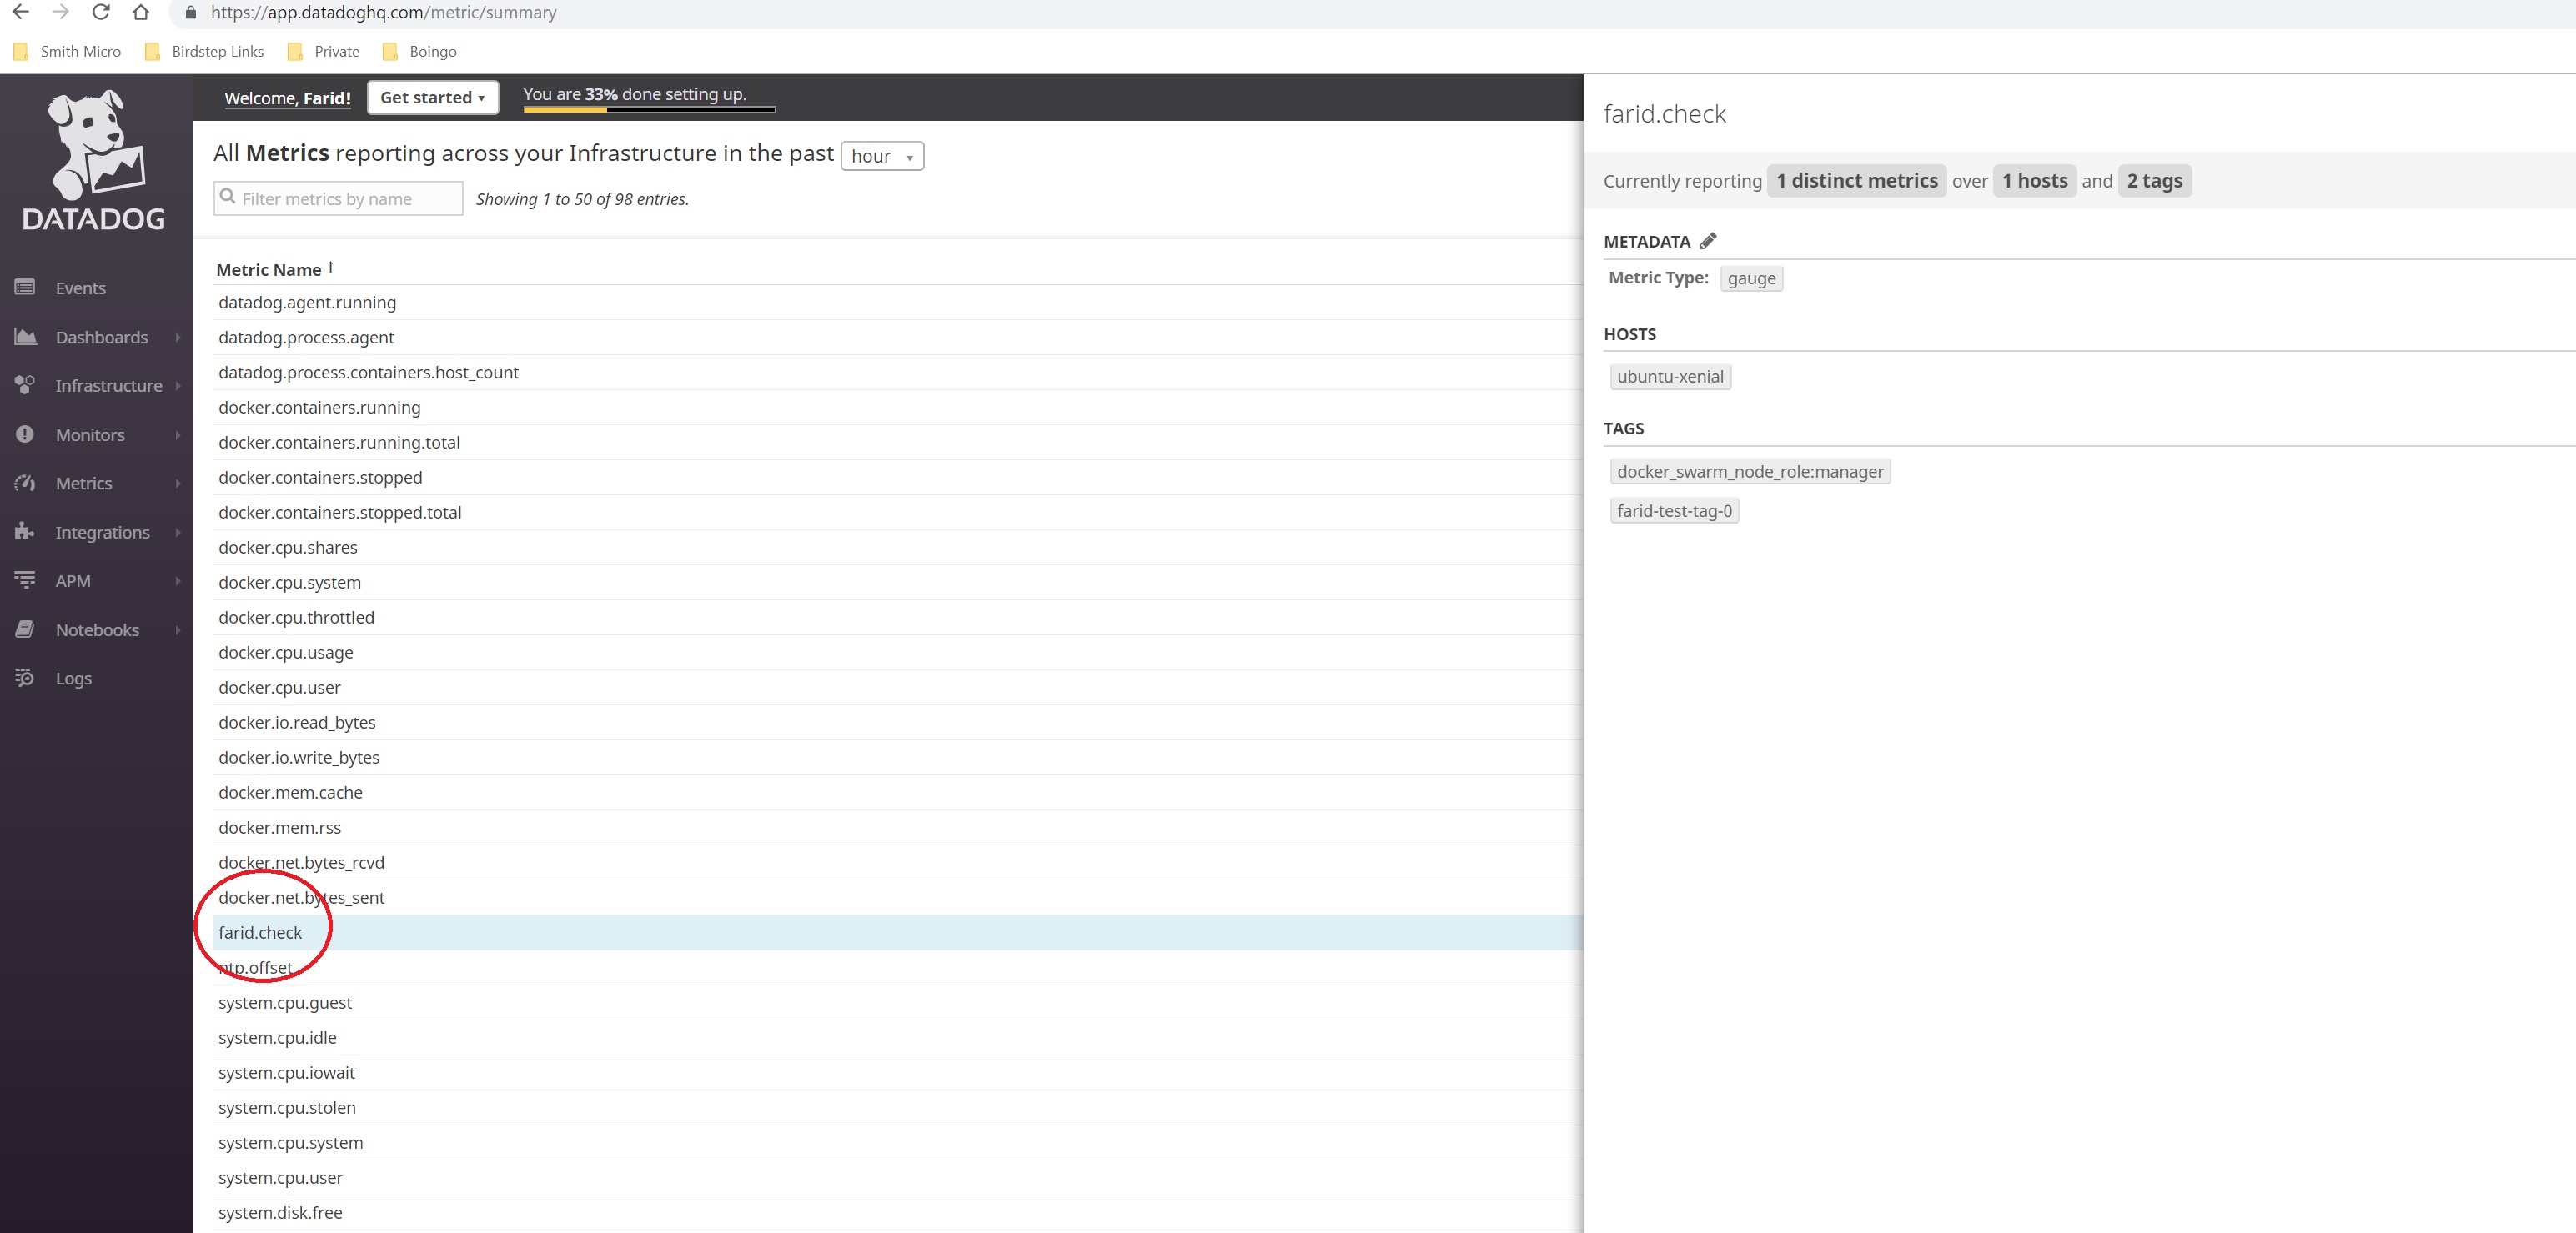 https://app.datadoghq.com/metric/summary
Smith Micro Birdstep Links Private Boingo
DATADOG
Events
Dashboards
Infrastructure
Monitors
Metrics
Integrations
APM
Notebooks
Logs
Welcome, Farid! Get started You are 33% done setting up.
All Metrics reporting across your Infrastructure in the past hour
Filter metrics by name Showing 1 to 50 of 98 entries.
Metric Name ↑
datadog.agent.running
datadog.process.agent
datadog.process.containers.host_count
docker.containers.running
docker.containers.running.total
docker.containers.stopped
docker.containers.stopped.total
docker.cpu.shares
docker.cpu.system
docker.cpu.throttled
docker.cpu.usage
docker.cpu.user
docker.io.read_bytes
docker.io.write_bytes
docker.mem.cache
docker.mem.rss
docker.net.bytes_rcvd
docker.net.bytes_sent
farid.check
ntp.offset
system.cpu.guest
system.cpu.idle
system.cpu.iowait
system.cpu.stolen
system.cpu.system
system.cpu.user
system.disk.free
farid.check
Currently reporting 1 distinct metrics over 1 hosts and 2 tags
METADATA
Metric Type: gauge
HOSTS
ubuntu-xenial
TAGS
docker_swarm_node_role:manager
farid-test-tag-0